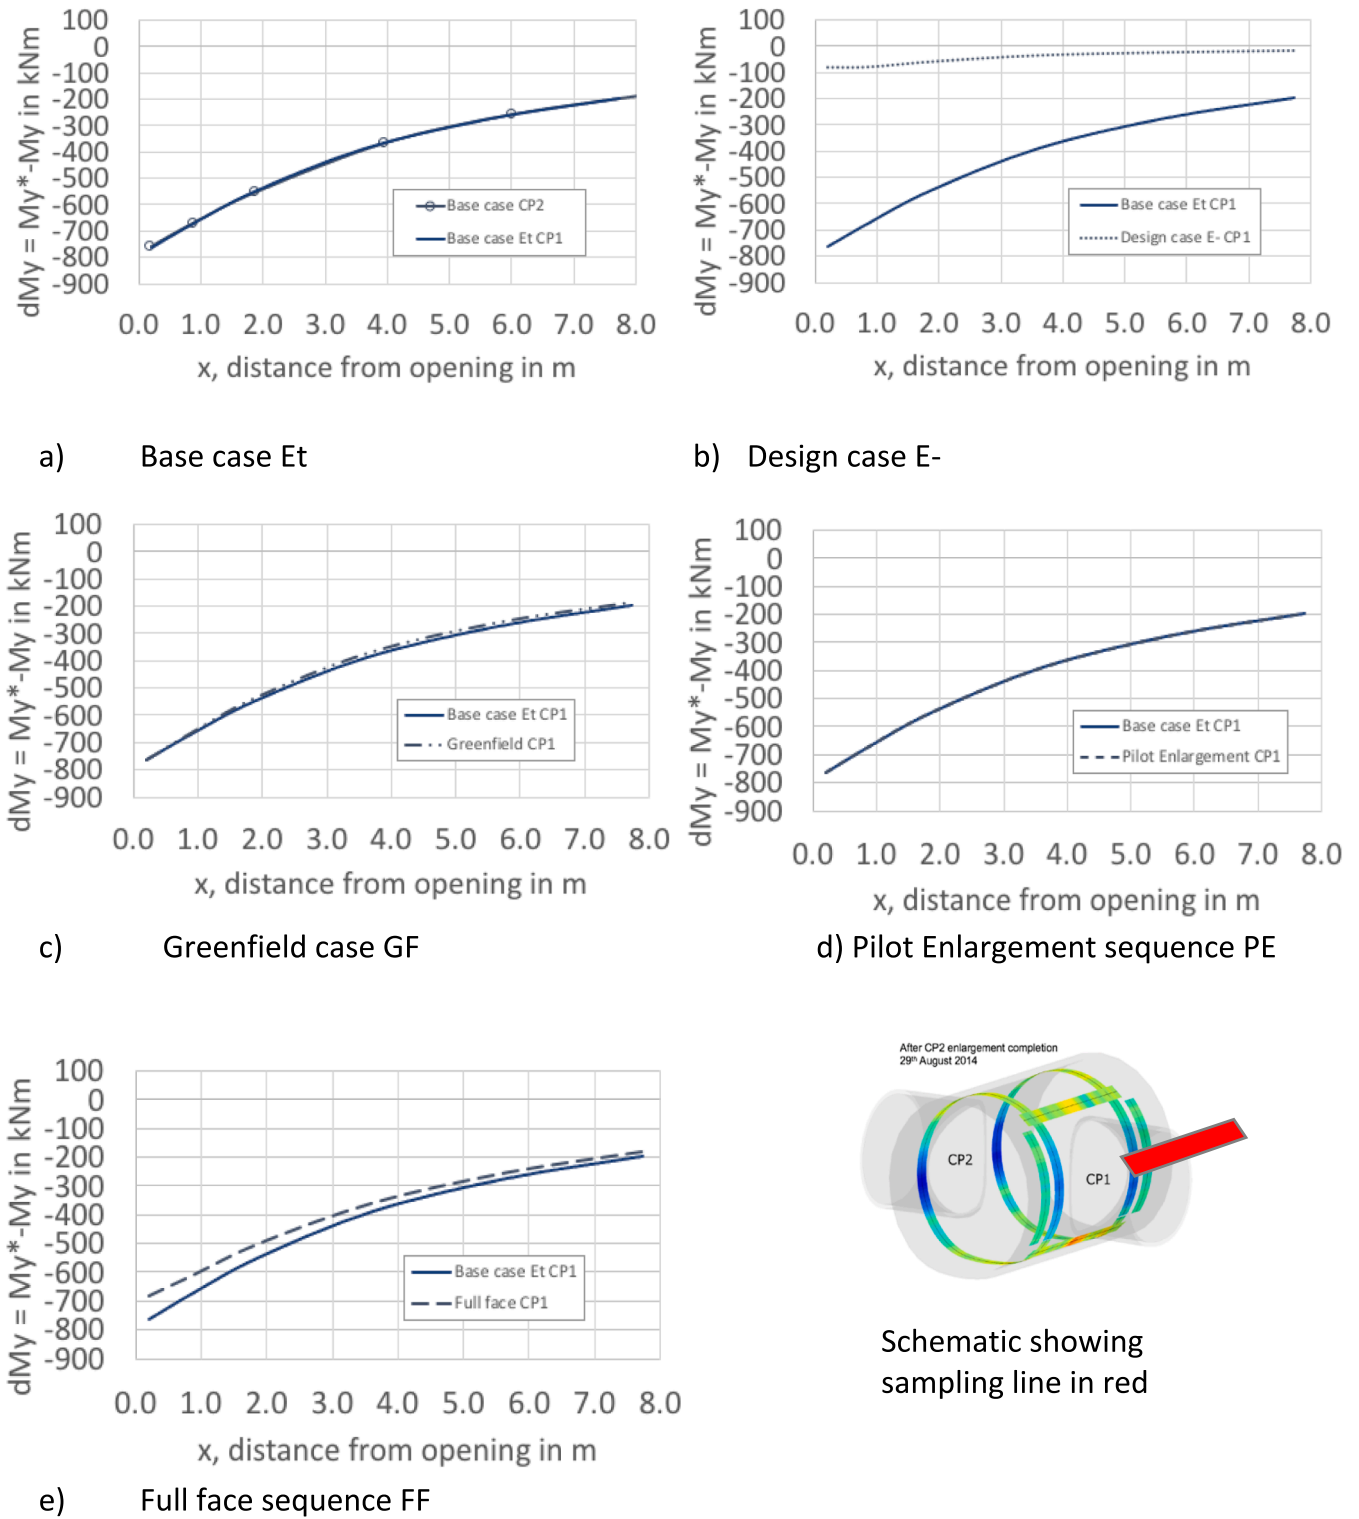 dMy = My*-My in kNm
100
0
-100
-200
-300
-400
-500
-600
-700
-800
-900
Base case CP2
Base case Et CP1
0.0 1.0 2.0 3.0 4.0 5.0 6.0 7.0 8.0
x, distance from opening in m
a) Base case Et
dMy = My*-My in kNm
100
0
-100
-200
-300
-400
-500
-600
-700
-800
-900
Base case Et CP1
Design case E- CP1
0.0 1.0 2.0 3.0 4.0 5.0 6.0 7.0 8.0
x, distance from opening in m
b) Design case E-
dMy = My*-My in kNm
100
0
-100
-200
-300
-400
-500
-600
-700
-800
-900
Base case Et CP1
Greenfield CP1
0.0 1.0 2.0 3.0 4.0 5.0 6.0 7.0 8.0
x, distance from opening in m
c) Greenfield case GF
dMy = My*-My in kNm
100
0
-100
-200
-300
-400
-500
-600
-700
-800
-900
Base case Et CP1
Pilot Enlargement CP1
0.0 1.0 2.0 3.0 4.0 5.0 6.0 7.0 8.0
x, distance from opening in m
d) Pilot Enlargement sequence PE
dMy = My*-My in kNm
100
0
-100
-200
-300
-400
-500
-600
-700
-800
-900
Base case Et CP1
Full face CP1
0.0 1.0 2.0 3.0 4.0 5.0 6.0 7.0 8.0
x, distance from opening in m
e) Full face sequence FF
After CP2 enlargement completion
29th August 2014
CP2
CP1
Schematic showing
sampling line in red